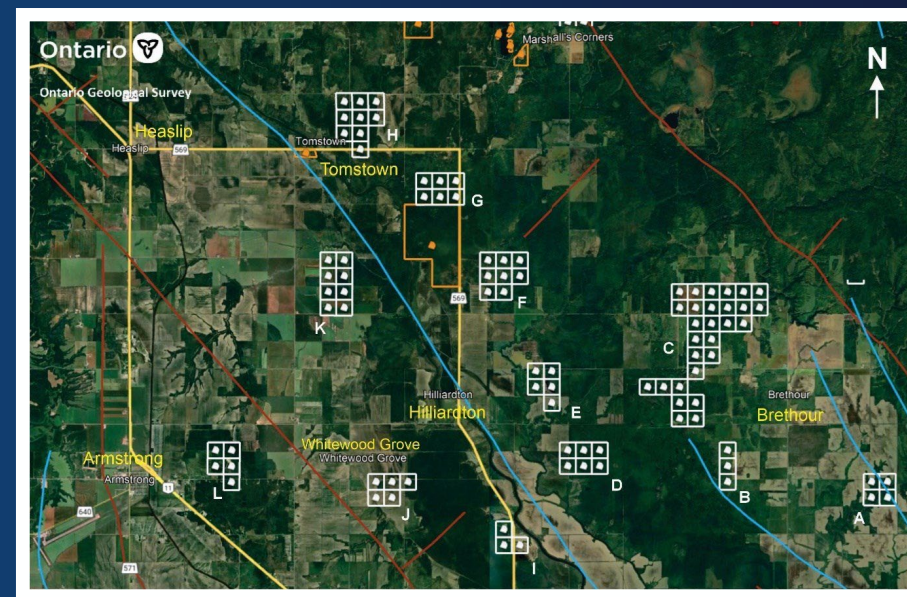 Ontario
Ontario Geological Survey
Marshall's Corners
N
Heaslip
Heaslip
569
Tomstown
Tomstown
H
G
F
569
K
C
E
Hilliardton
Hilliardton
Brethour
Brethour
Whitewood Grove
Whitewood Grove
Armstrong
Armstrong
11
L
J
D
B
A
I
640
571